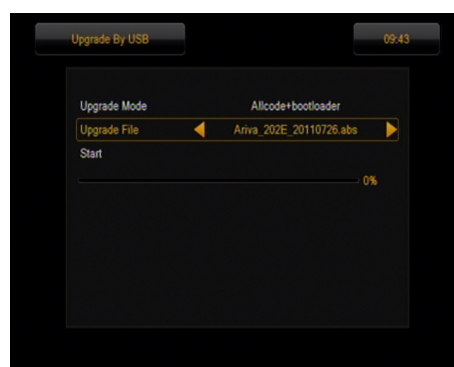 Upgrade By USB 09:43
Upgrade Mode Allcode+bootloader
Upgrade File Ariva_202E_20110726.abs
Start
0%